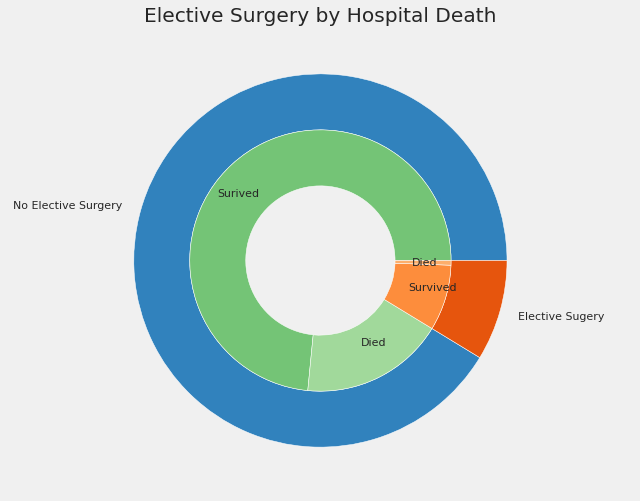 Elective Surgery by Hospital Death
Surived
No Elective Surgery
Died
Survived
Elective Sugery
Died